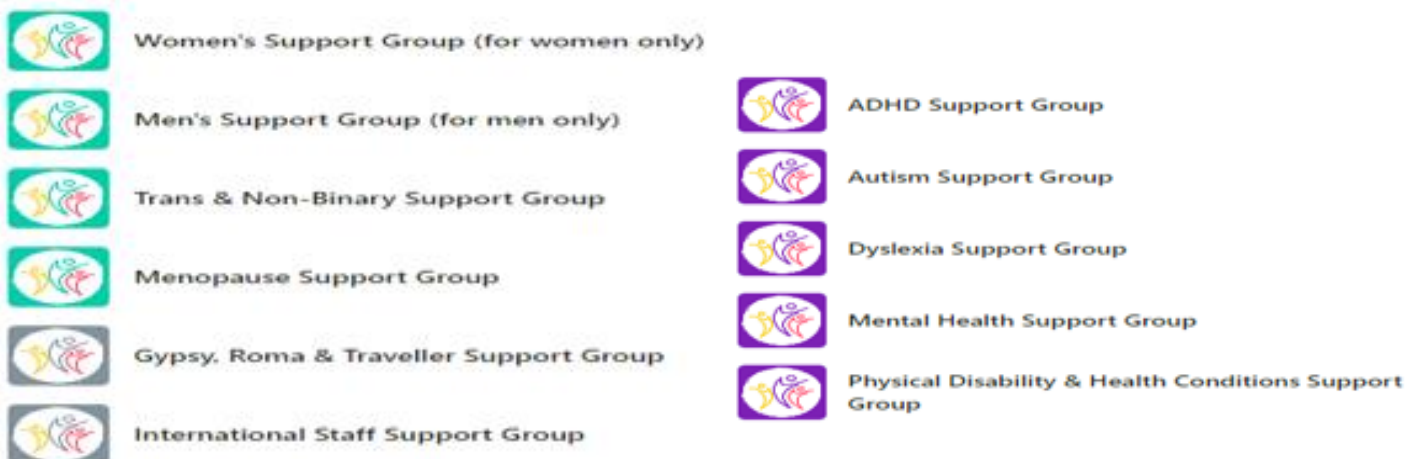 Women's Support Group (for women only)
Men's Support Group (for men only)
Trans & Non-Binary Support Group
Menopause Support Group
Gypsy, Roma & Traveller Support Group
International Staff Support Group
ADHD Support Group
Autism Support Group
Dyslexia Support Group
Mental Health Support Group
Physical Disability & Health Conditions Support
Group